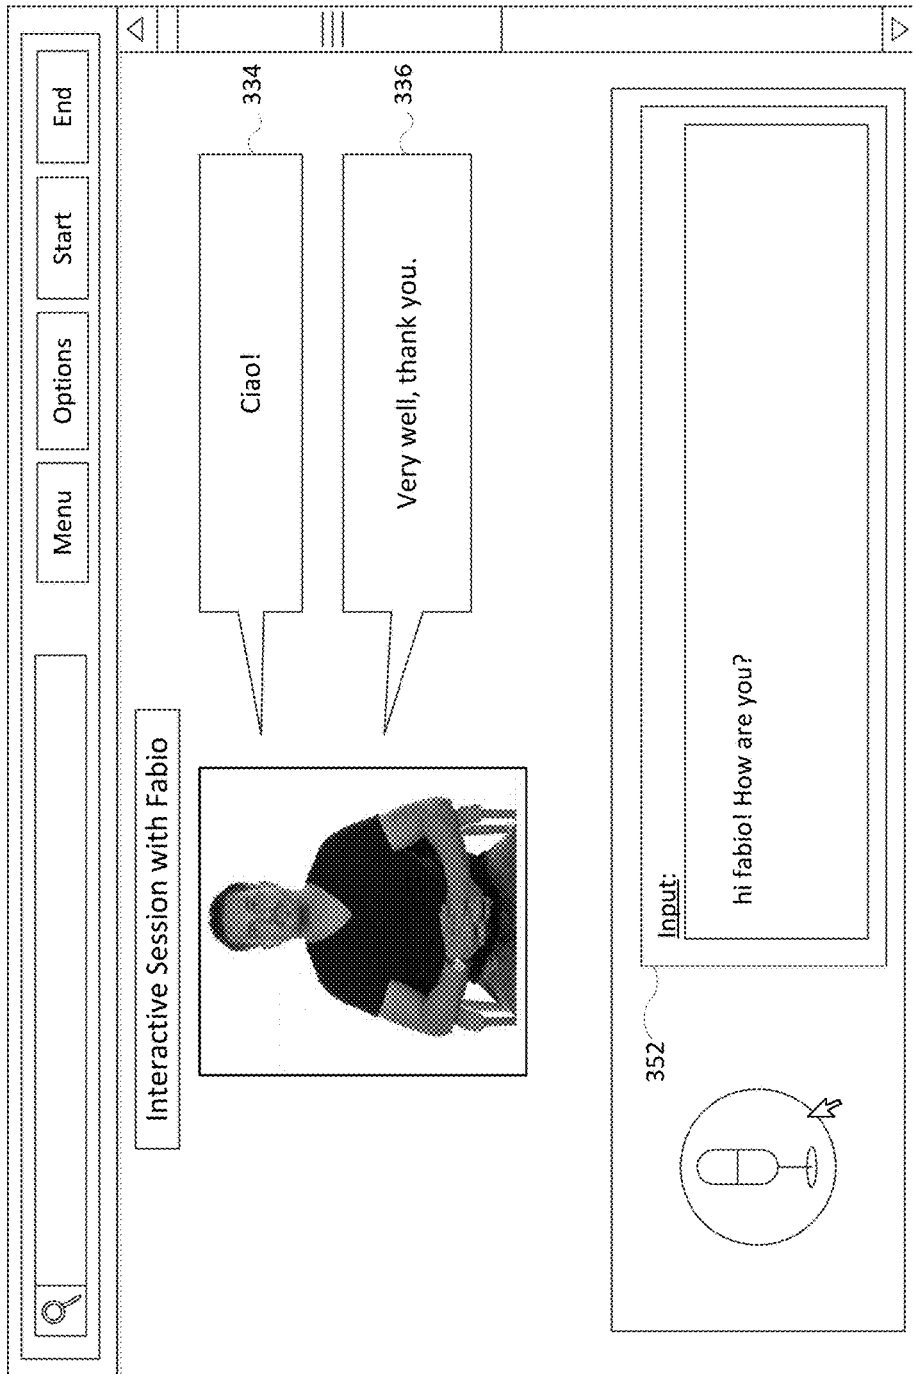 Menu
Options
Start
End
Interactive Session with Fabio
Ciao!
334
Very well, thank you.
336
352
Input:
hi fabio! How are you?